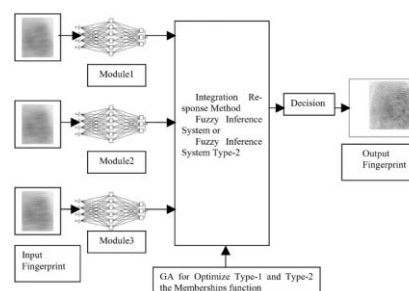 Module1
Module2
Module3
Input
Fingerprint
Integration Re-
sponse Method
Fuzzy Inference
System or
Fuzzy Inference
System Type-2
Decision
Output
Fingerprint
GA for Optimize Type-1 and Type-2
the Memberships function